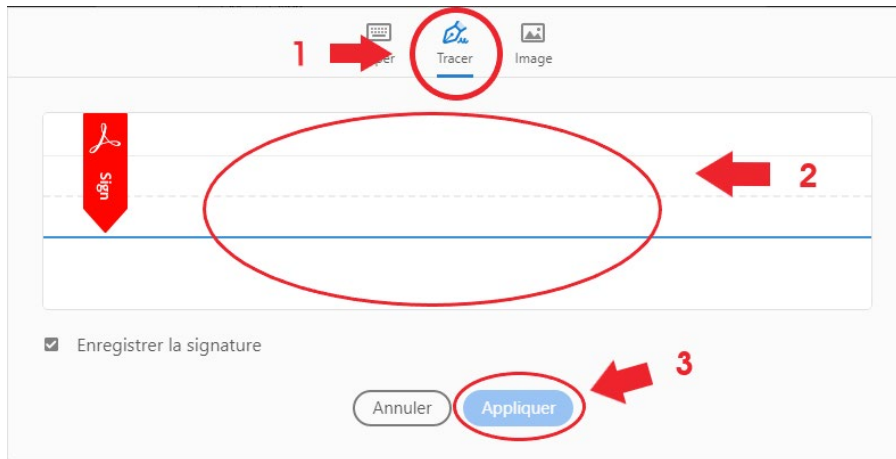 1
Tracer
Image
Sign
2
Enregistrer la signature
3
Annuler
Appliquer